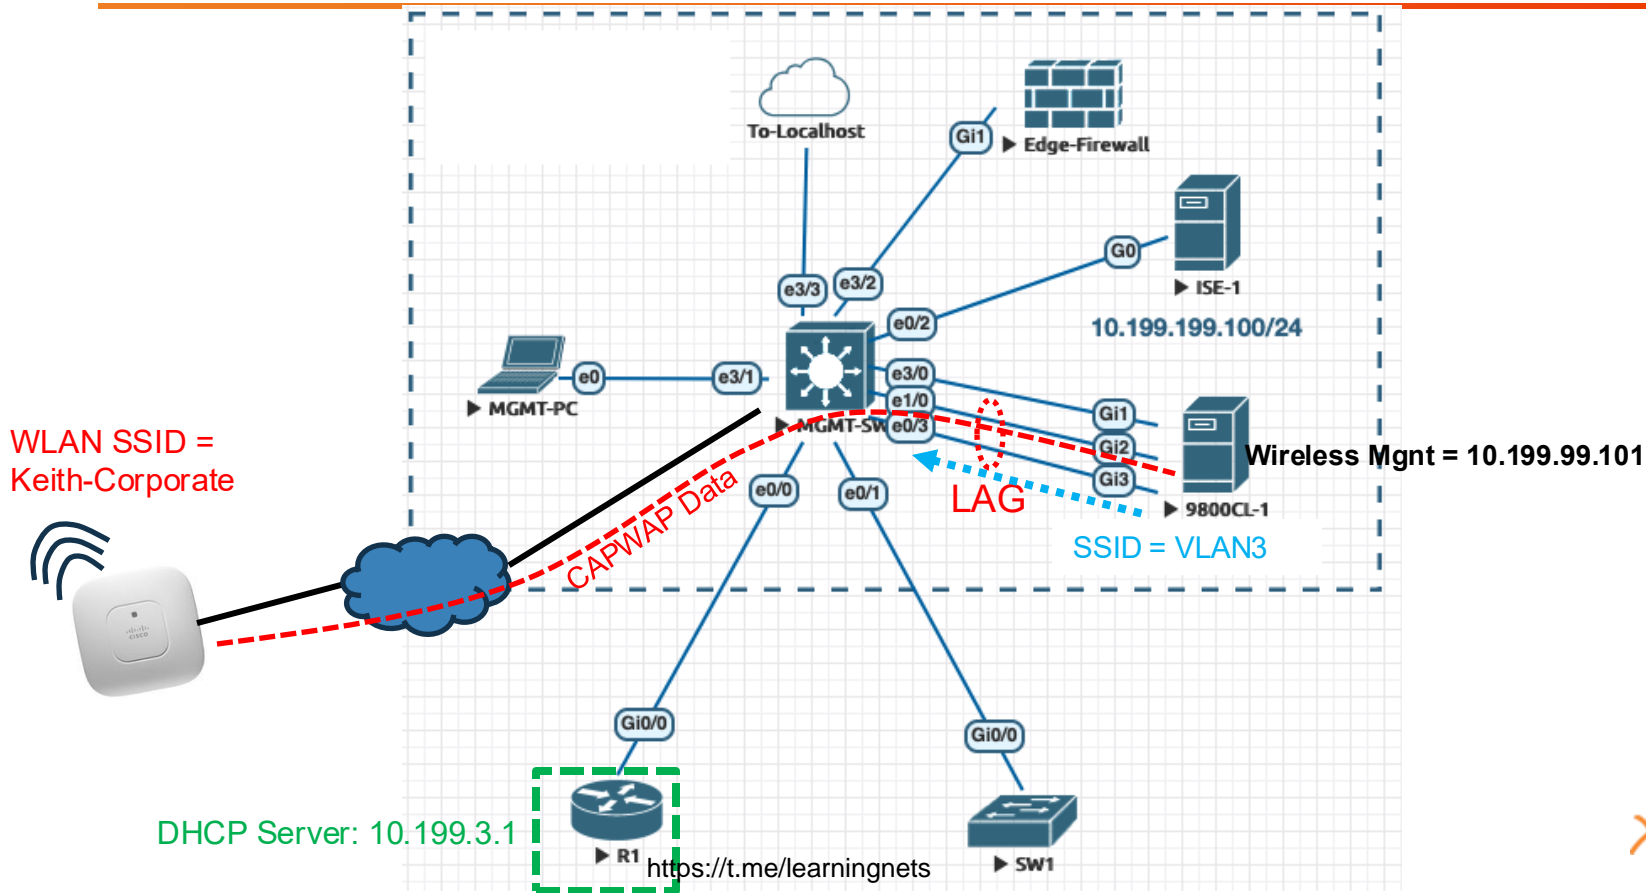 To-Localhost
Gi1
Edge-Firewall
G0
ISE-1
10.199.199.100/24
e3/3
e3/2
e0/2
e0
e3/1
MGMT-PC
MGMT-SW
e3/0
e1/0
e0/3
Gi1
Gi2
Gi3
9800CL-1
Wireless Mgnt = 10.199.99.101
LAG
SSID = VLAN3
WLAN SSID =
Keith-Corporate
CAPWAP Data
CISCO
e0/0
e0/1
Gi0/0
Gi0/0
DHCP Server: 10.199.3.1
R1
https://t.me/learningnets
SW1